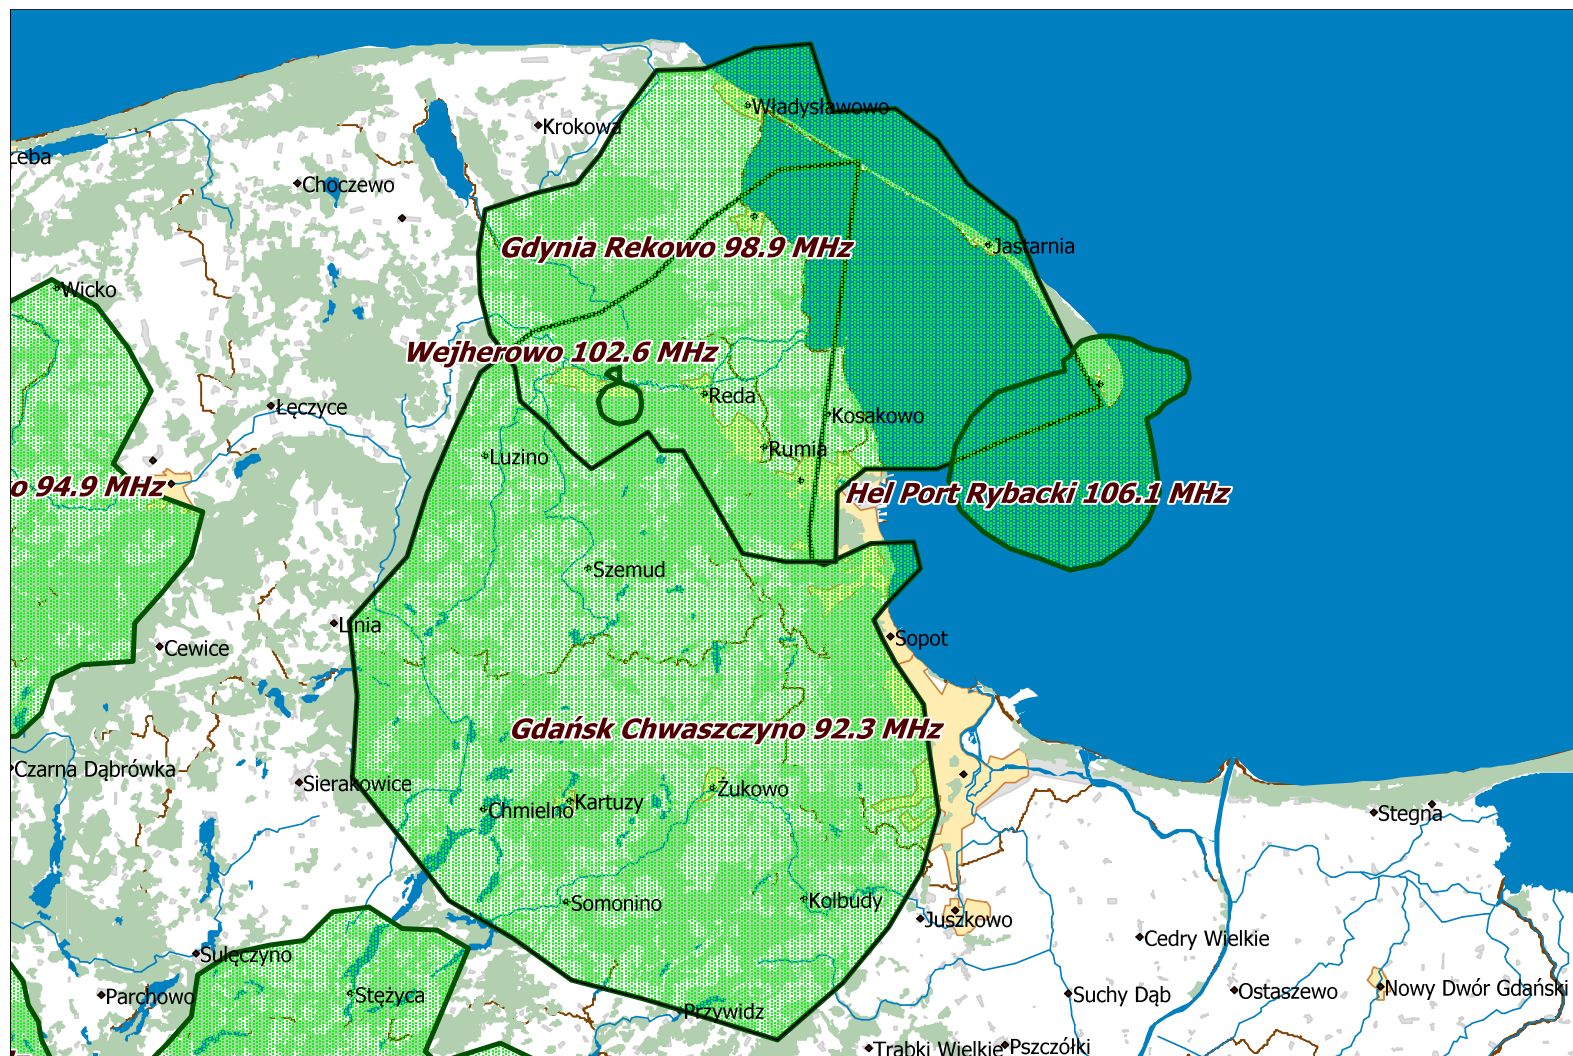 Władysławowo
Krokowa
Łeba
Choczewo
Jastarnia
Gdynia Rekowo 98.9 MHz
Wicko
Wejherowo 102.6 MHz
Reda
Łęczyce
Kosakowo
Rumia
Luzino
o 94.9 MHz
Hel Port Rybacki 106.1 MHz
Szemud
Linia
Sopot
Cewice
Gdańsk Chwaszczyno 92.3 MHz
Czarna Dąbrówka
Sierakowice
Żukowo
Kartuzy
Chmielno
Stegna
Somonino
Kolbudy
Juszkowo
Cedry Wielkie
Sulęczyno
Parchowo
Stężyca
Suchy Dąb
Ostaszewo
Nowy Dwór Gdański
Przywidz
Trąbki Wielkie
Pszczółki